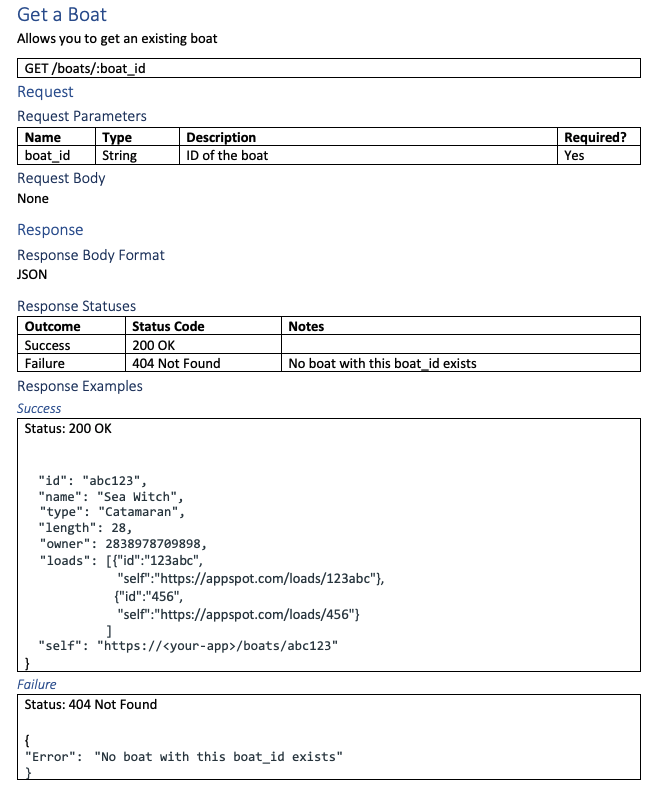 Get a Boat
Allows you to get an existing boat
GET /boats/:boat_id
Request
Request Parameters
Name Type Description Required?
boat_id String ID of the boat Yes
Request Body
None
Response
Response Body Format
JSON
Response Statuses
Outcome Status Code Notes
Success 200 OK
Failure 404 Not Found No boat with this boat_id exists
Response Examples
Success
Status: 200 OK
"id": "abc123",
"name": "Sea Witch",
"type": "Catamaran",
"length": 28,
"owner": 2838978709898,
"loads": [{"id":"123abc",
"self":"https://appspot.com/loads/123abc"},
{"id":"456",
"self":"https://appspot.com/loads/456"}
]
"self": "https://<your-app>/boats/abc123"
}
Failure
Status: 404 Not Found
{
"Error": "No boat with this boat_id exists"
}